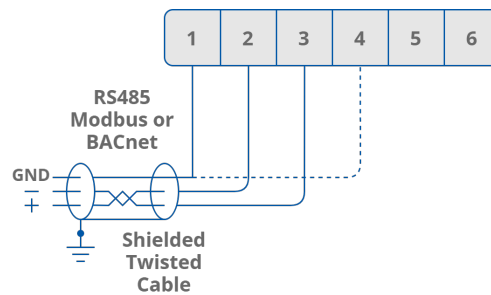 1 2 3 4 5 6
RS485
Modbus or
BACnet
GND
−
+
Shielded
Twisted
Cable